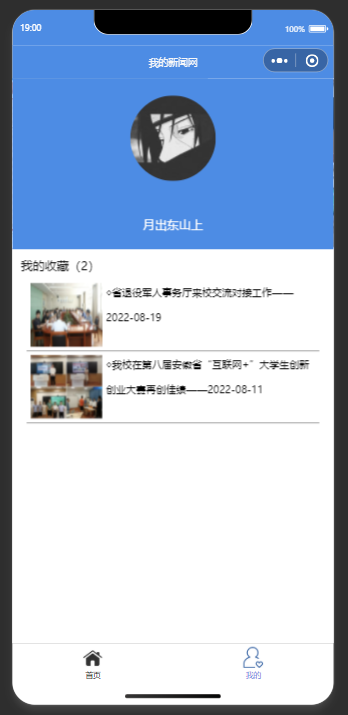 19:00
100%
我的新闻网
月出东山上
我的收藏（2）
◇省退役军人事务厅来校交流对接工作——
2022-08-19
◇我校在第八届安徽省“互联网+”大学生创新
创业大赛再创佳绩——2022-08-11
首页
我的